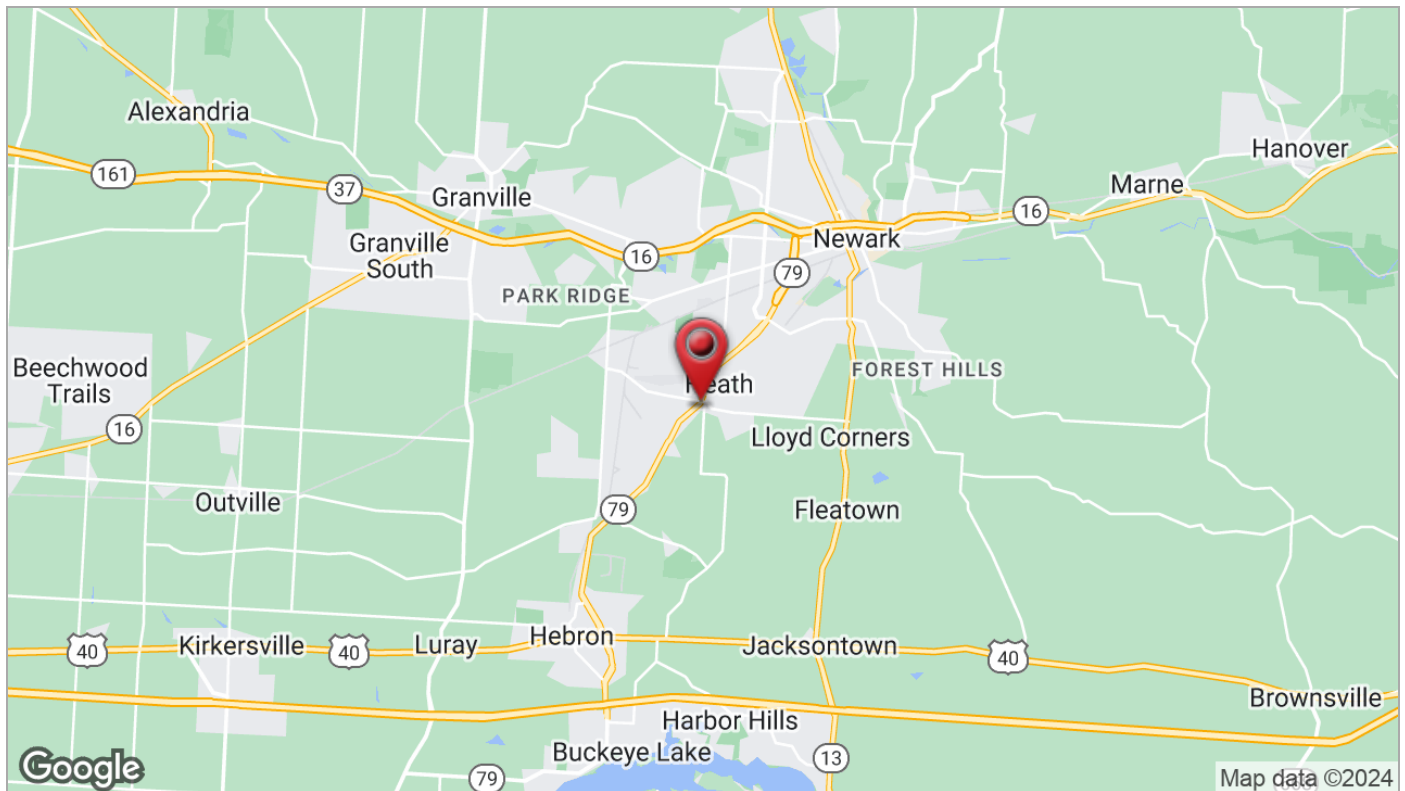 Alexandria
Hanover
161
37
Granville
Marne
16
Granville
South
16
Newark
79
PARK RIDGE
Beechwood
Trails
Heath
FOREST HILLS
16
Lloyd Corners
Outville
79
Fleatown
40
Kirkersville
40
Luray
Hebron
Jacksontown
40
Brownsville
Harbor Hills
Buckeye Lake
13
79
Google
Map data ©2024